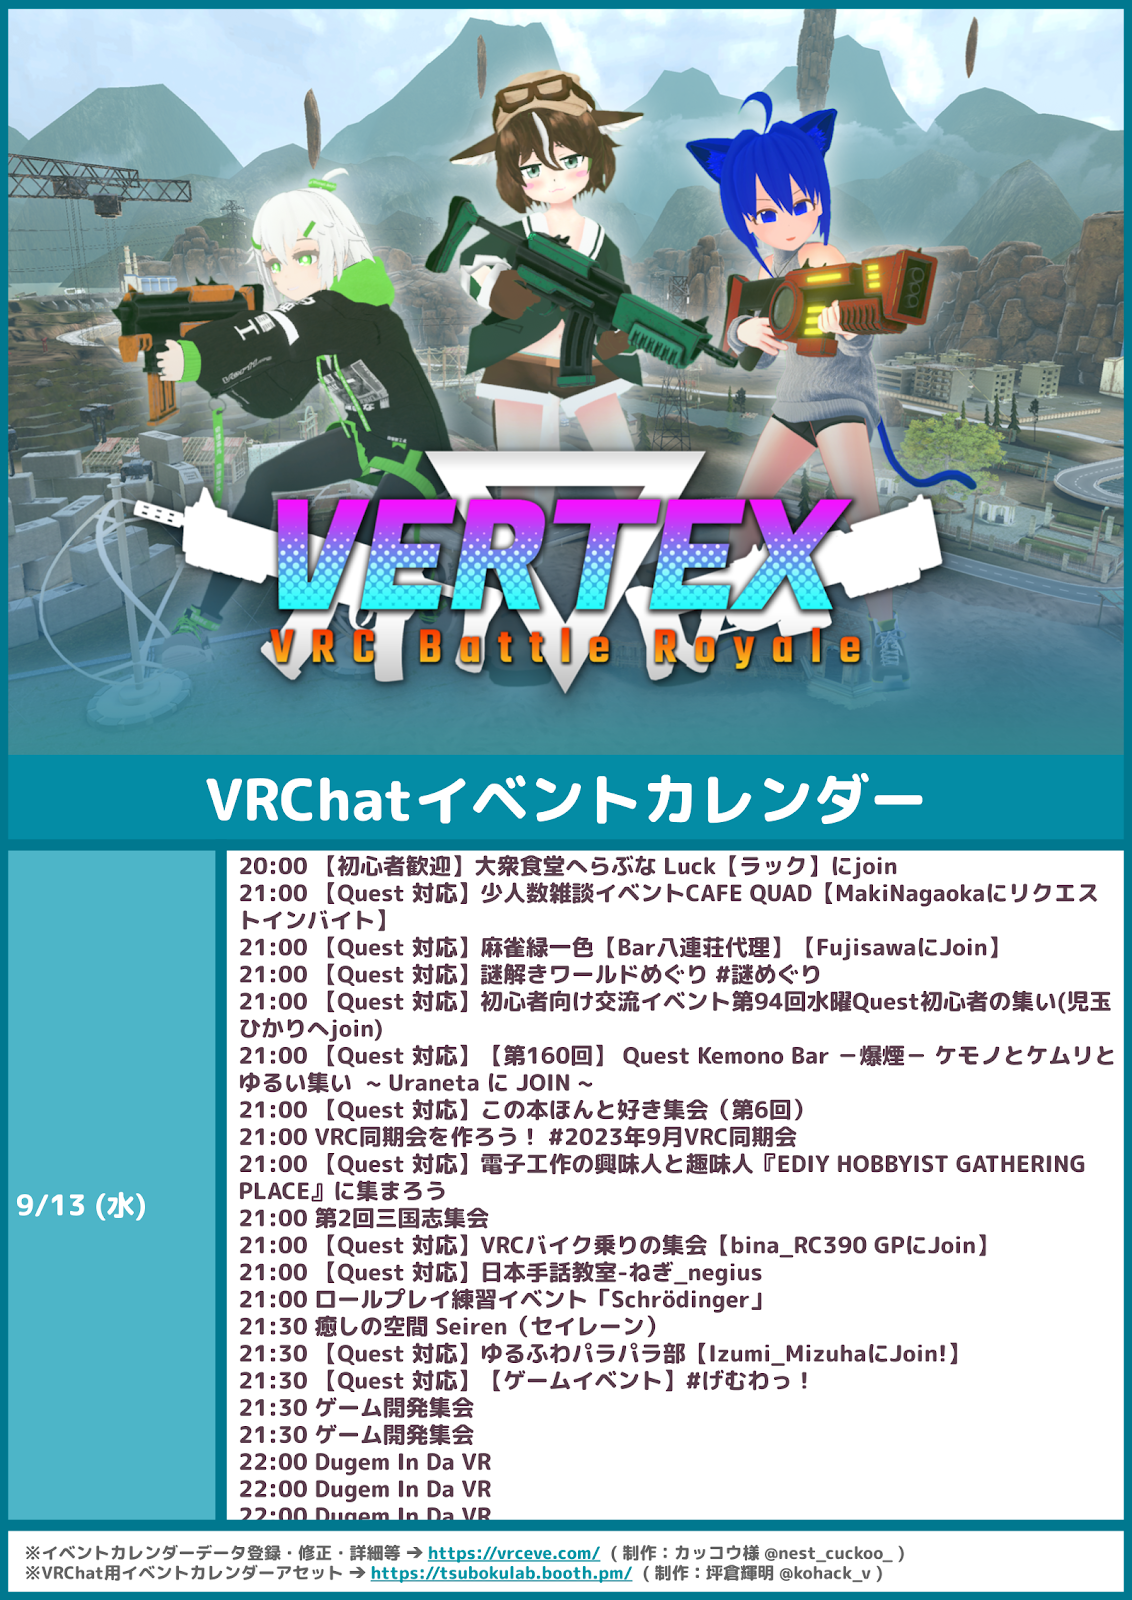 VERTEX
VRC Battle Royale
VRChatイベントカレンダー
9/13 (水)
20:00 【初心者歓迎】大衆食堂へらぶな Luck【ラック】にjoin
21:00 【Quest 対応】少人数雑談イベントCAFE QUAD【MakiNagaokaにリクエス
トインバイト】
21:00 【Quest 対応】麻雀緑一色【Bar八連荘代理】【FujisawaにJoin】
21:00 【Quest 対応】謎解きワールドめぐり #謎めぐり
21:00 【Quest 対応】初心者向け交流イベント第94回水曜Quest初心者の集い(児玉
ひかりへjoin)
21:00 【Quest 対応】【第160回】 Quest Kemono Bar －爆煙－ ケモノとケムリと
ゆるい集い ～ Uraneta に JOIN ～
21:00 【Quest 対応】この本ほんと好き集会（第6回）
21:00 VRC同期会を作ろう！ #2023年9月VRC同期会
21:00 【Quest 対応】電子工作の興味人と趣味人『EDIY HOBBYIST GATHERING
PLACE』に集まろう
21:00 第2回三国志集会
21:00 【Quest 対応】VRCバイク乗りの集会【bina_RC390 GPにJoin】
21:00 【Quest 対応】日本手話教室-ねぎ_negius
21:00 ロールプレイ練習イベント「Schrödinger」
21:30 癒しの空間 Seiren（セイレーン）
21:30 【Quest 対応】ゆるふわパラパラ部【Izumi_MizuhaにJoin!】
21:30 【Quest 対応】【ゲームイベント】#げむわっ！
21:30 ゲーム開発集会
21:30 ゲーム開発集会
22:00 Dugem In Da VR
22:00 Dugem In Da VR
22:00 Dugem In Da VR
※イベントカレンダーデータ登録・修正・詳細等 → https://vrceve.com/ （制作：カッコウ様 @nest_cuckoo_ ）
※VRChat用イベントカレンダーアセット → https://tsubokulab.booth.pm/ （制作：坪倉輝明 @kohack_v ）